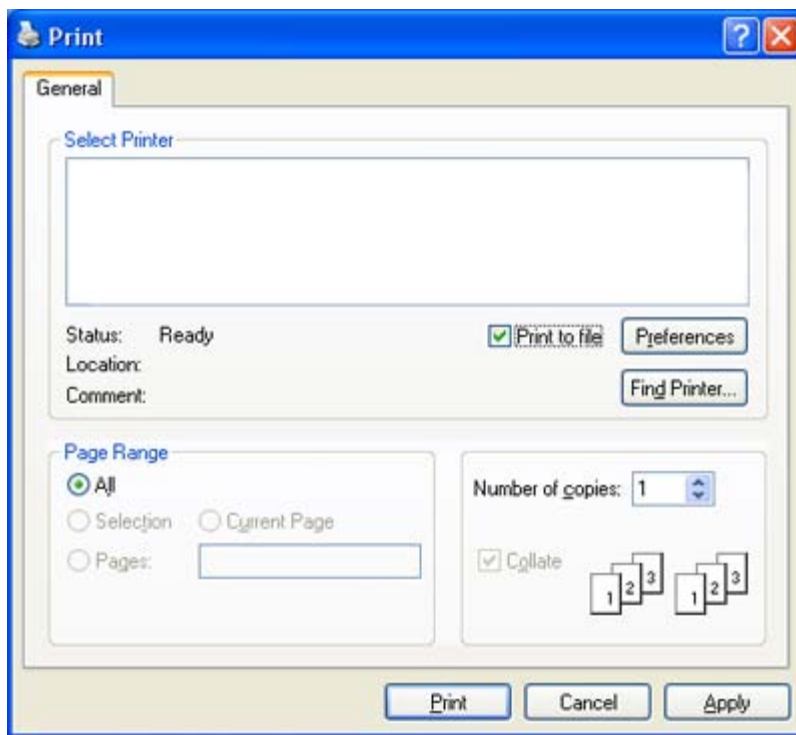 Print
General
Select Printer
Status: Ready
Print to file
Preferences
Location:
Comment:
Find Printer...
Page Range
All
Selection
Current Page
Pages:
Number of copies: 1
Collate
1 2 3 1 2 3
Print Cancel Apply